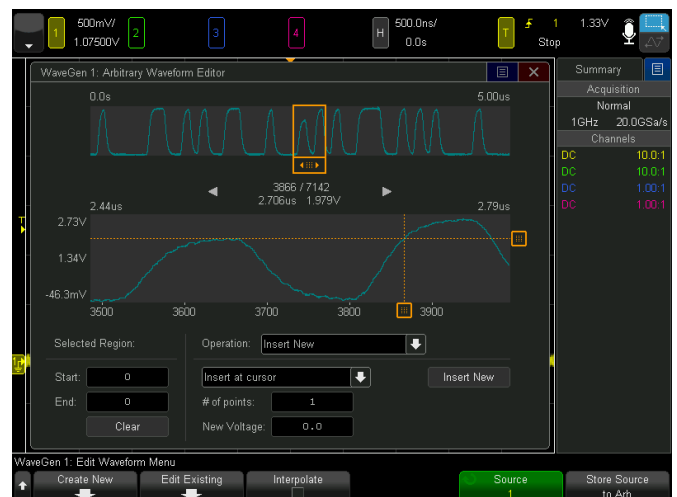 1 500mV/ 1.07500V 2 3 4 H 500.0ns/ 0.0s T 1 1.33V Stop
WaveGen 1: Arbitrary Waveform Editor
0.0s 5.00us
3866 / 7142
2.706us 1.979V
2.44us 2.79us
2.73V
1.34V
-46.3mV
3500 3600 3700 3800 3900
Selected Region:
Operation: Insert New
Start: 0
Insert at cursor
Insert New
End: 0
# of points: 1
Clear
New Voltage: 0.0
Summary
Acquisition
Normal
1GHz 20.0GSa/s
Channels
DC 10.0:1
DC 10.0:1
DC 1.00:1
DC 1.00:1
T
WaveGen 1: Edit Waveform Menu
Create New
Edit Existing
Interpolate
Source
1
Store Source
to Arb